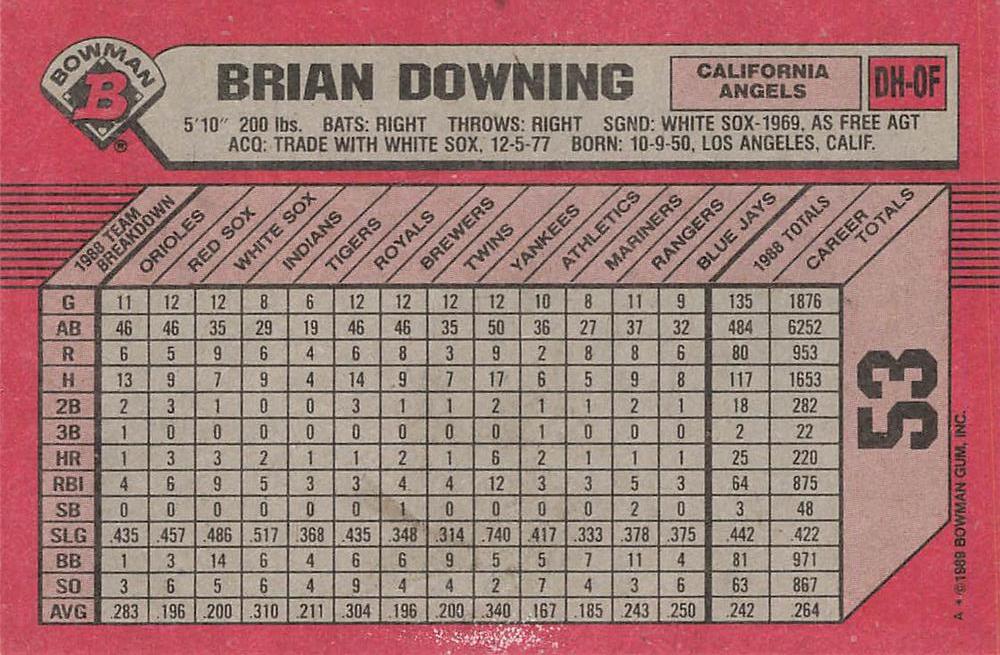 BOWMAN
B
®
BRIAN DOWNING
CALIFORNIA
ANGELS
DH-OF
5'10" 200 lbs. BATS: RIGHT THROWS: RIGHT SGND: WHITE SOX-1969, AS FREE AGT
ACQ: TRADE WITH WHITE SOX, 12-5-77 BORN: 10-9-50, LOS ANGELES, CALIF.
1988 TEAM BREAKDOWN ORIOLES RED SOX WHITE SOX INDIANS TIGERS ROYALS BREWERS TWINS YANKEES ATHLETICS MARINERS RANGERS BLUE JAYS 1988 TOTALS CAREER TOTALS
G 11 12 12 8 6 12 12 12 12 10 8 11 9 135 1876
AB 46 46 35 29 19 46 46 35 50 36 27 37 32 484 6252
R 6 5 9 6 4 6 8 3 9 2 8 8 6 80 953
H 13 9 7 9 4 14 9 7 17 6 5 9 8 117 1653
2B 2 3 1 0 0 3 1 1 2 1 1 2 1 18 282
3B 1 0 0 0 0 0 0 0 0 1 0 0 0 2 22
HR 1 3 3 2 1 1 2 1 6 2 1 1 1 25 220
RBI 4 6 9 5 3 3 4 4 12 3 3 5 3 64 875
SB 0 0 0 0 0 0 1 0 0 0 0 2 0 3 48
SLG .435 .457 .486 .517 .368 .435 .348 .314 .740 .417 .333 .378 .375 .442 .422
BB 1 3 14 6 4 6 6 9 5 5 7 11 4 81 971
SO 3 6 5 6 4 9 4 4 2 7 4 3 6 63 867
AVG .283 .196 .200 .310 .211 .304 .196 .200 .340 .167 .185 .243 .250 .242 .264
53
A * ©1989 BOWMAN GUM, INC.